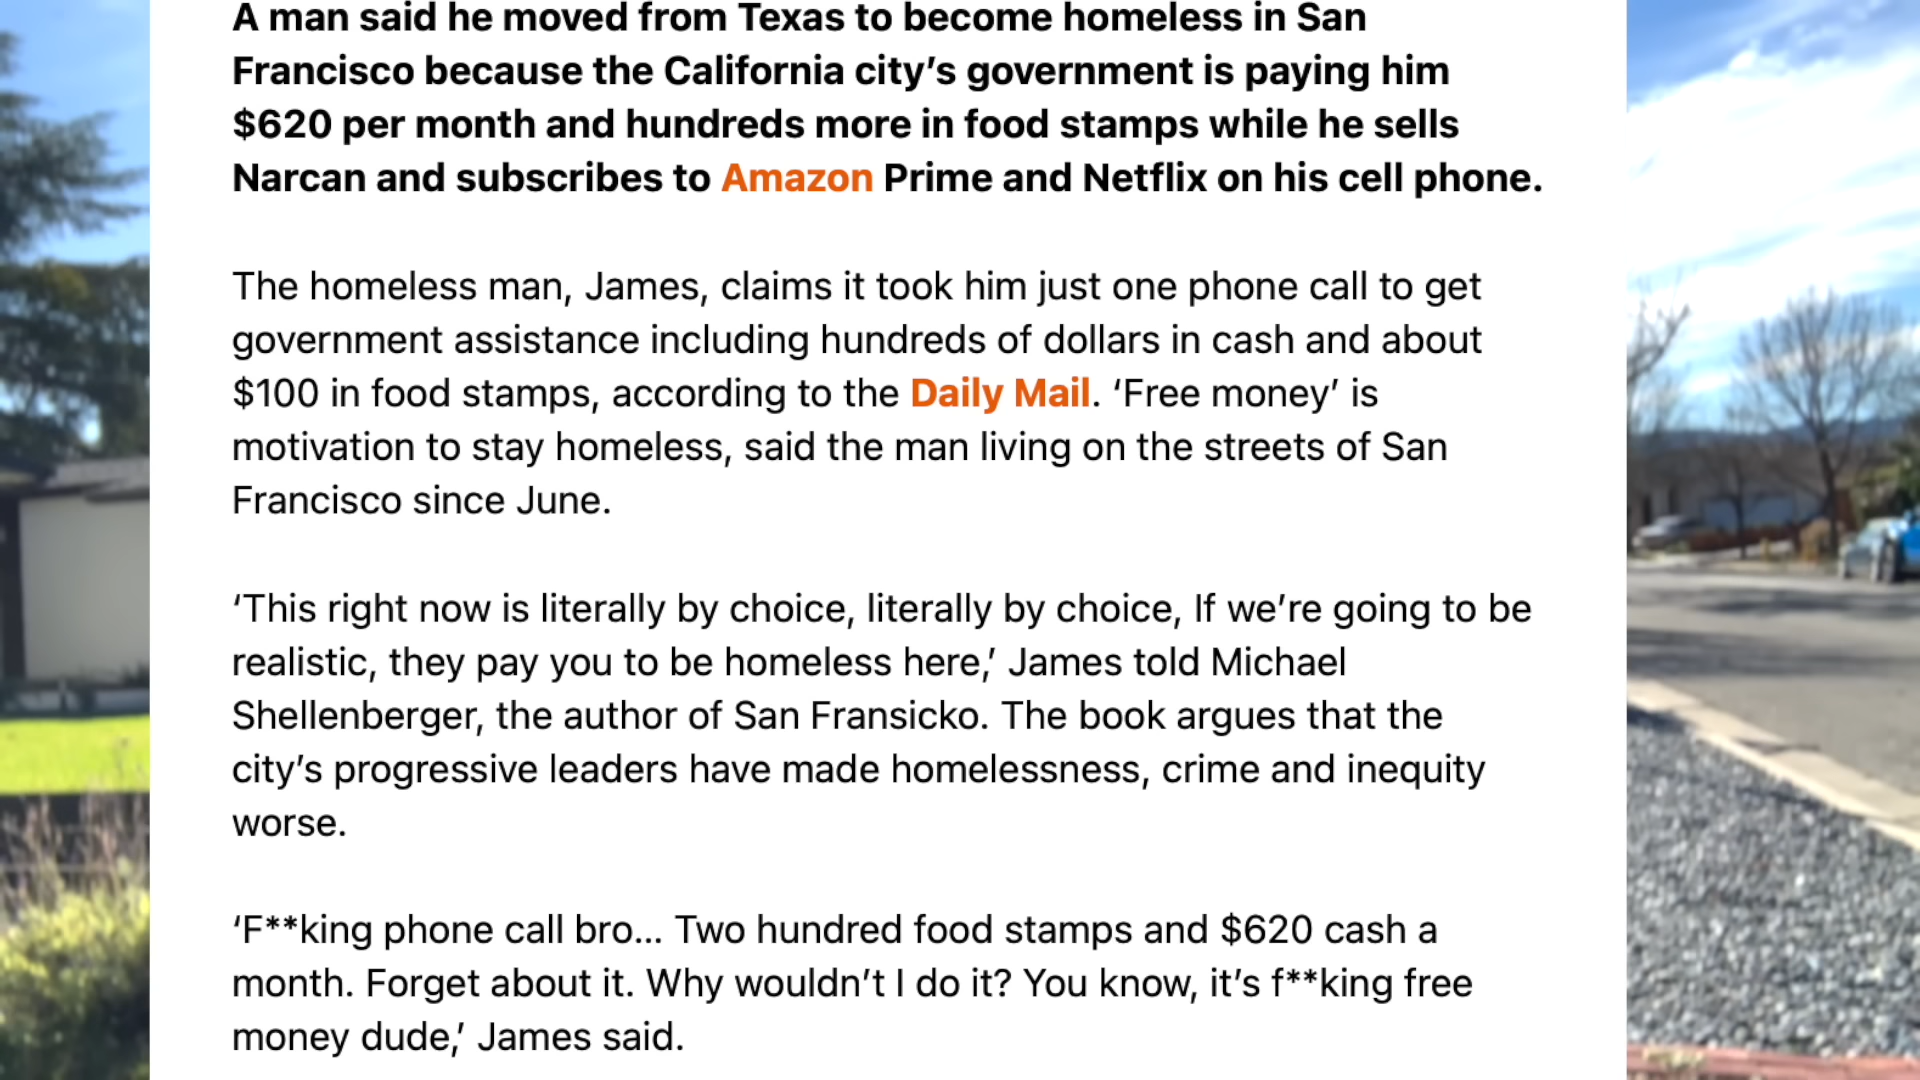 A man said he moved from Texas to become homeless in San
Francisco because the California city’s government is paying him
$620 per month and hundreds more in food stamps while he sells
Narcan and subscribes to Amazon Prime and Netflix on his cell phone.
The homeless man, James, claims it took him just one phone call to get
government assistance including hundreds of dollars in cash and about
$100 in food stamps, according to the Daily Mail. ‘Free money’ is
motivation to stay homeless, said the man living on the streets of San
Francisco since June.
‘This right now is literally by choice, literally by choice, If we’re going to be
realistic, they pay you to be homeless here,’ James told Michael
Shellenberger, the author of San Fransicko. The book argues that the
city’s progressive leaders have made homelessness, crime and inequity
worse.
‘F**king phone call bro... Two hundred food stamps and $620 cash a
month. Forget about it. Why wouldn’t I do it? You know, it’s f**king free
money dude,’ James said.